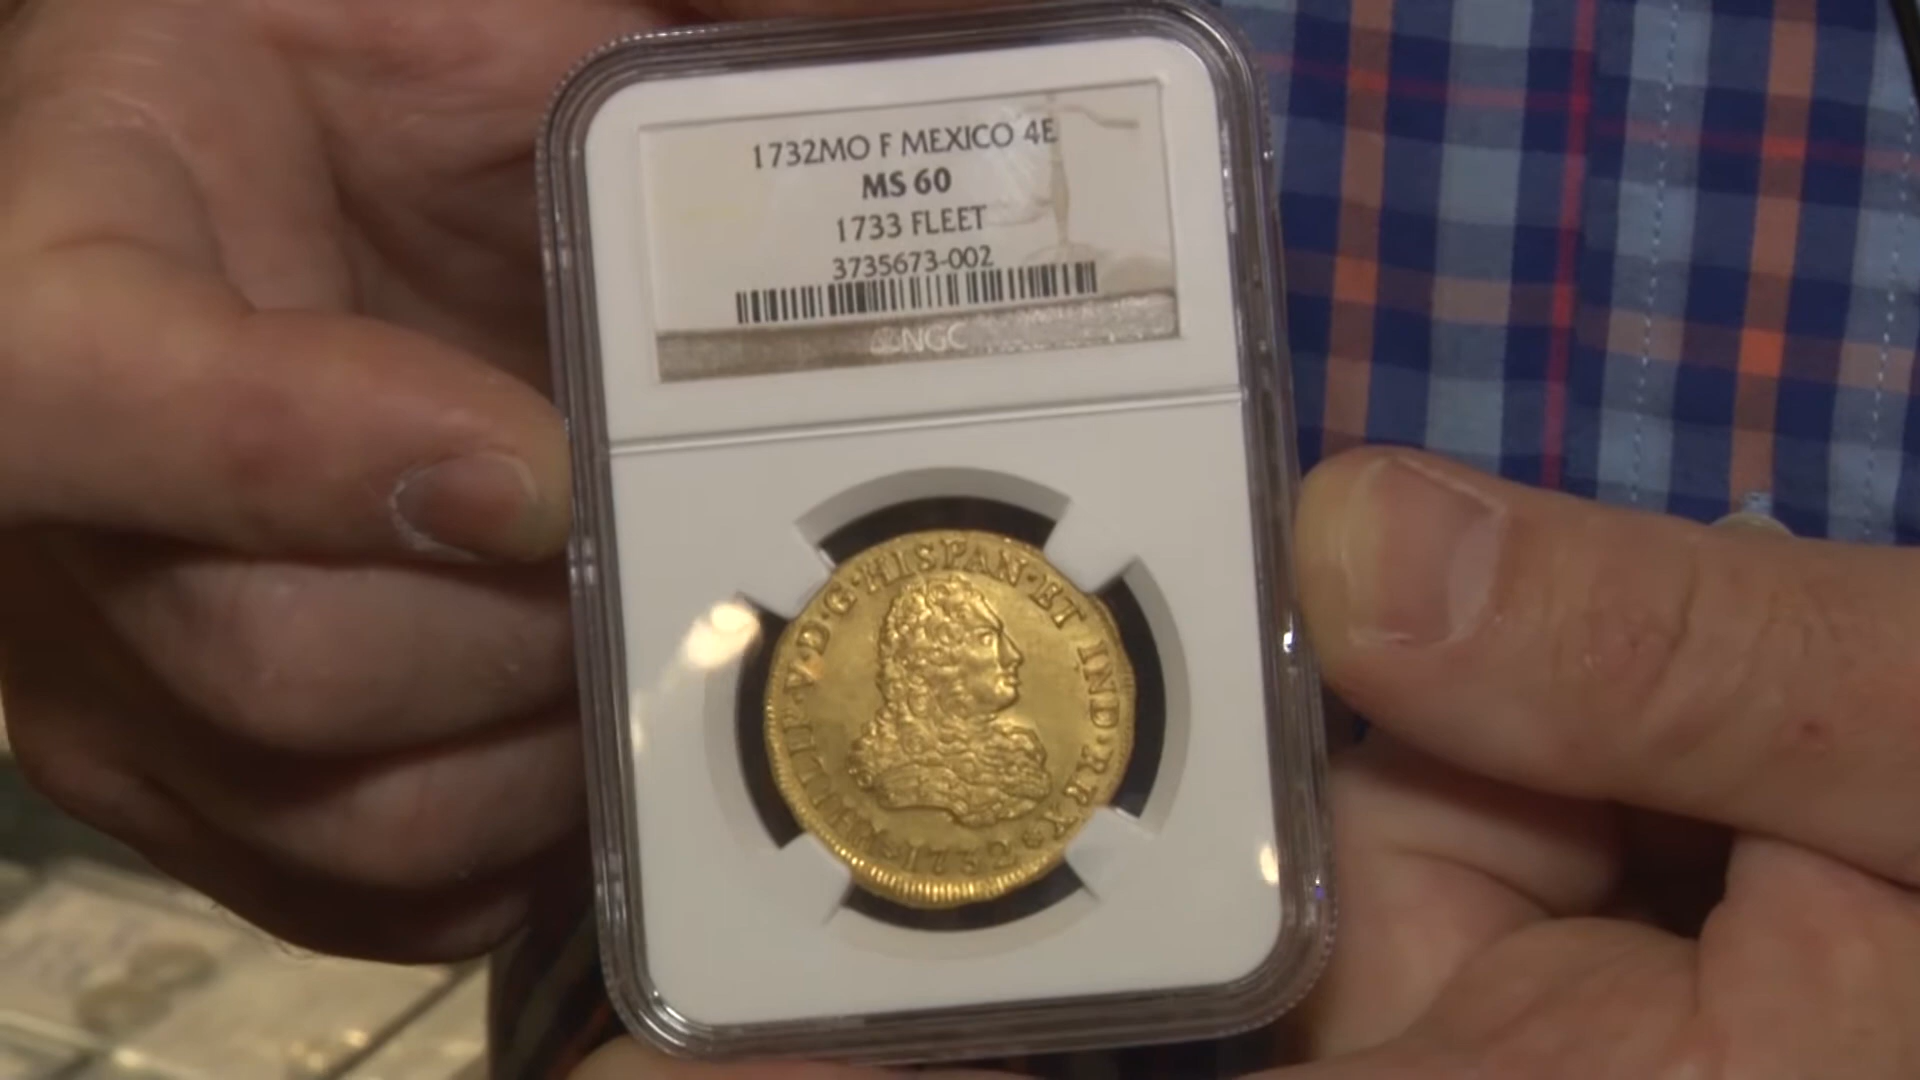 1732MO F MEXICO 4E
MS 60
1733 FLEET
3735673-002
NGC
PHILIP·V·D·G·HISPAN·ET IND·REX
1732